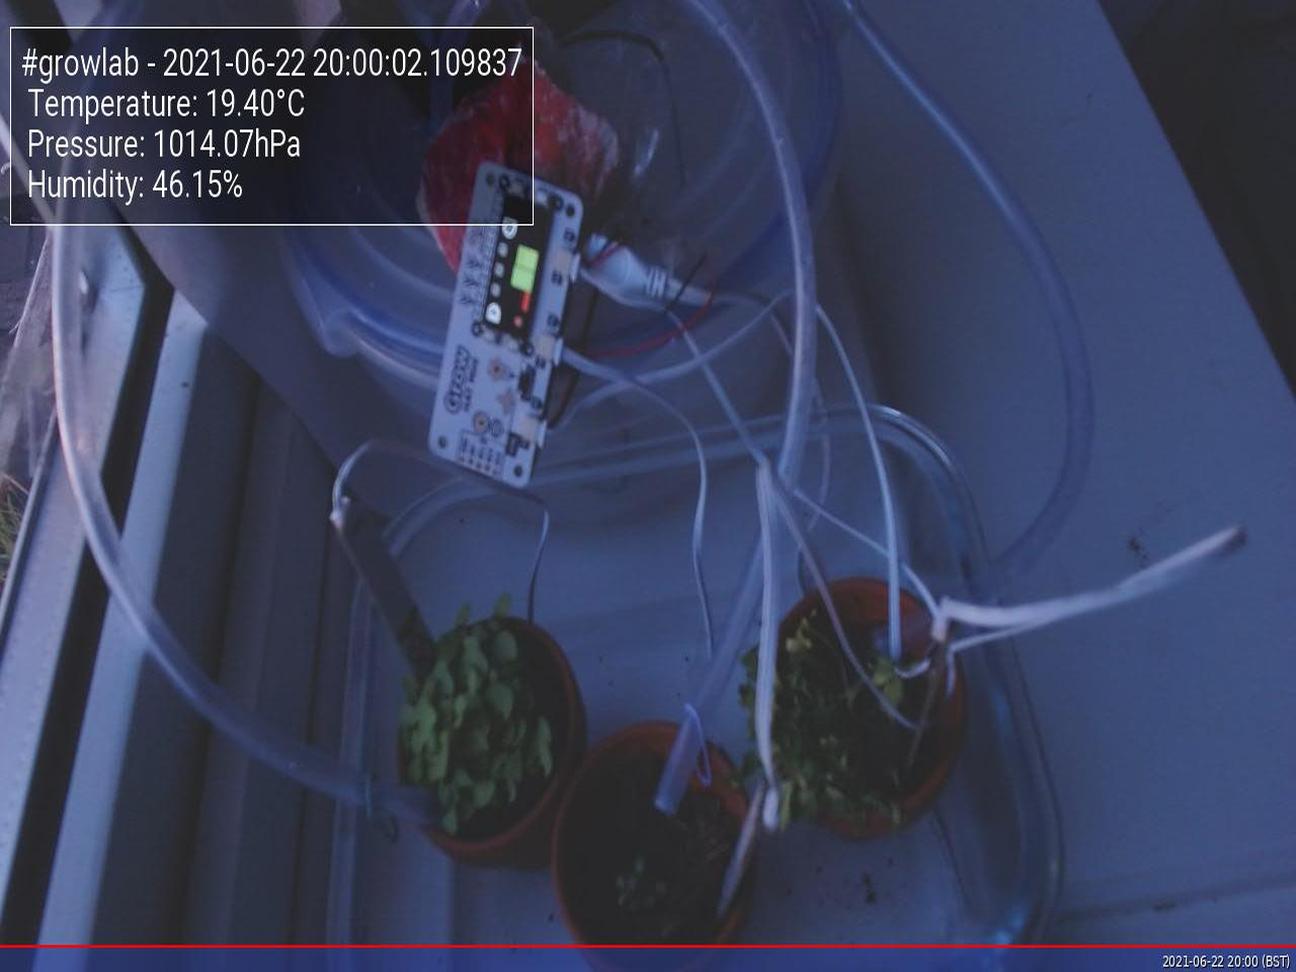 #growlab - 2021-06-22 20:00:02.109837
Temperature: 19.40°C
Pressure: 1014.07hPa
Humidity: 46.15%
GROW
2021-06-22 20:00 (BST)